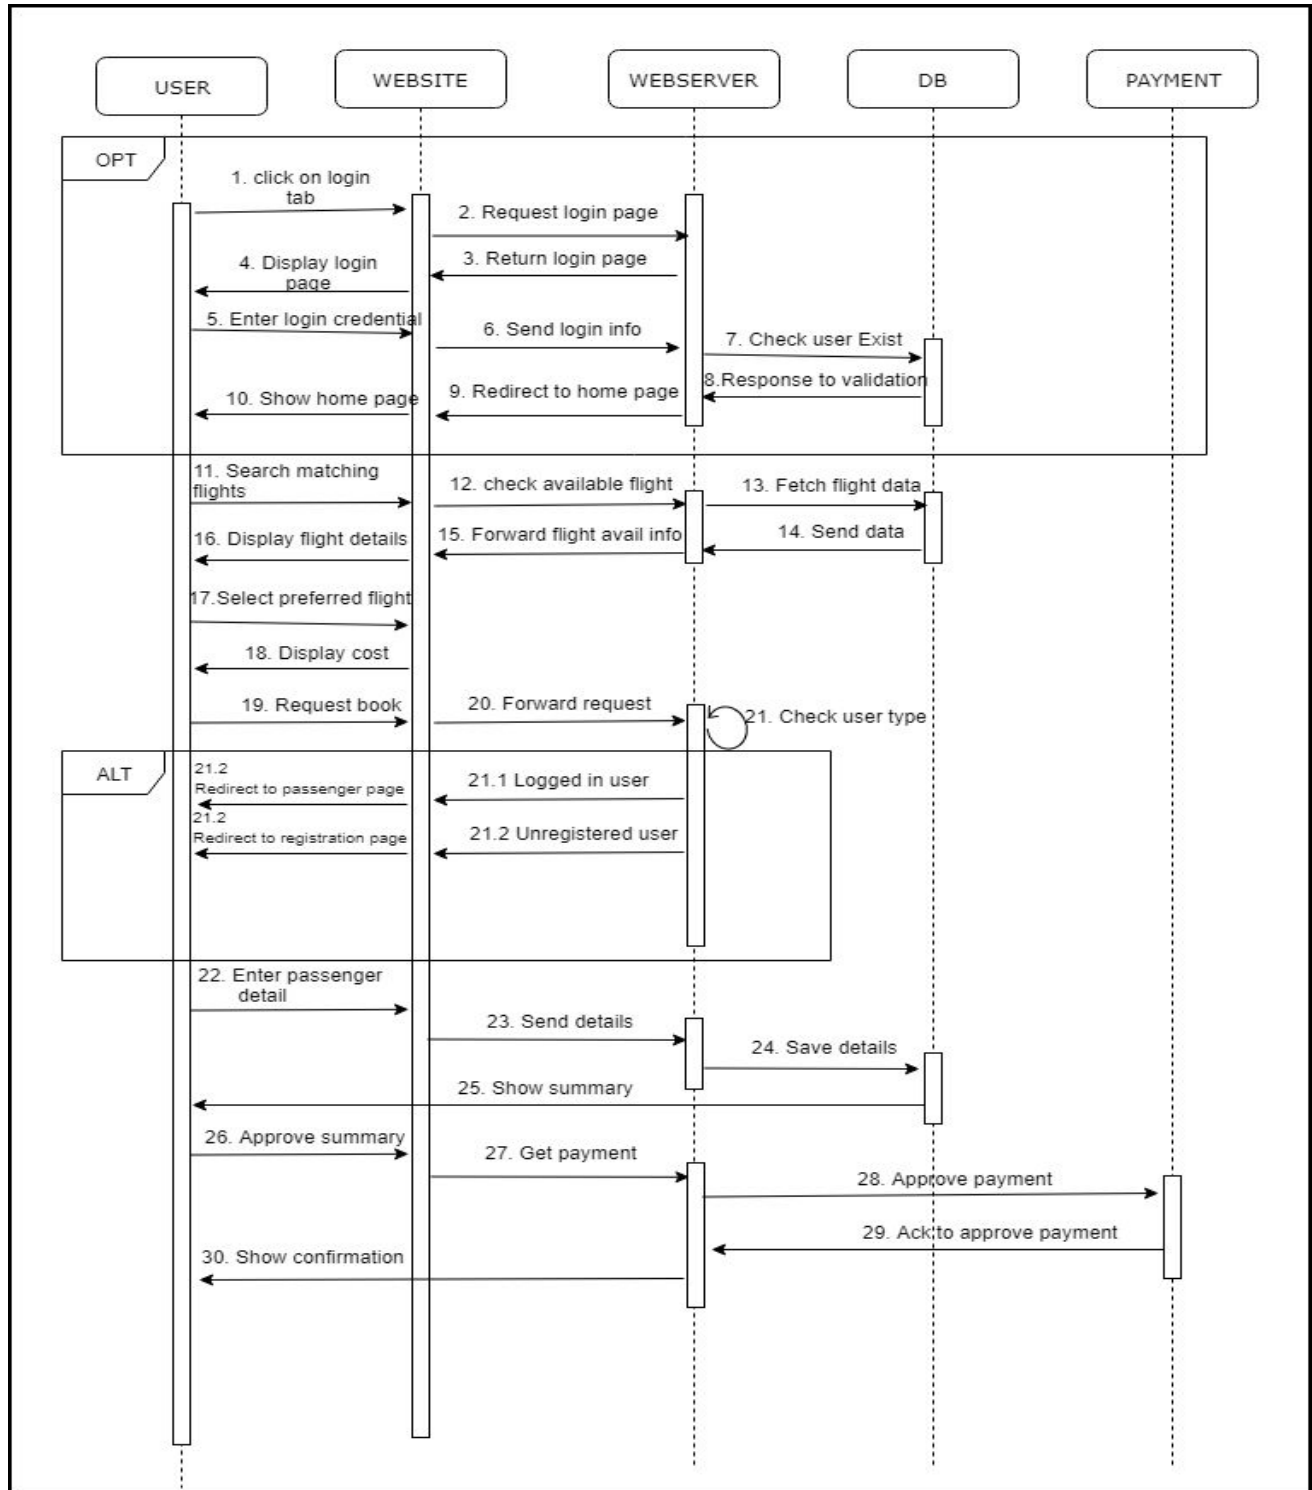 USER
WEBSITE
WEBSERVER
DB
PAYMENT
OPT
1. click on login
tab
2. Request login page
3. Return login page
4. Display login
page
5. Enter login credential
6. Send login info
7. Check user Exist
8.Response to validation
9. Redirect to home page
10. Show home page
11. Search matching
flights
12. check available flight
13. Fetch flight data
14. Send data
15. Forward flight avail info
16. Display flight details
17.Select preferred flight
18. Display cost
19. Request book
20. Forward request
21. Check user type
ALT
21.1 Logged in user
21.2
Redirect to passenger page
21.2 Unregistered user
21.2
Redirect to registration page
22. Enter passenger
detail
23. Send details
24. Save details
25. Show summary
26. Approve summary
27. Get payment
28. Approve payment
29. Ack to approve payment
30. Show confirmation